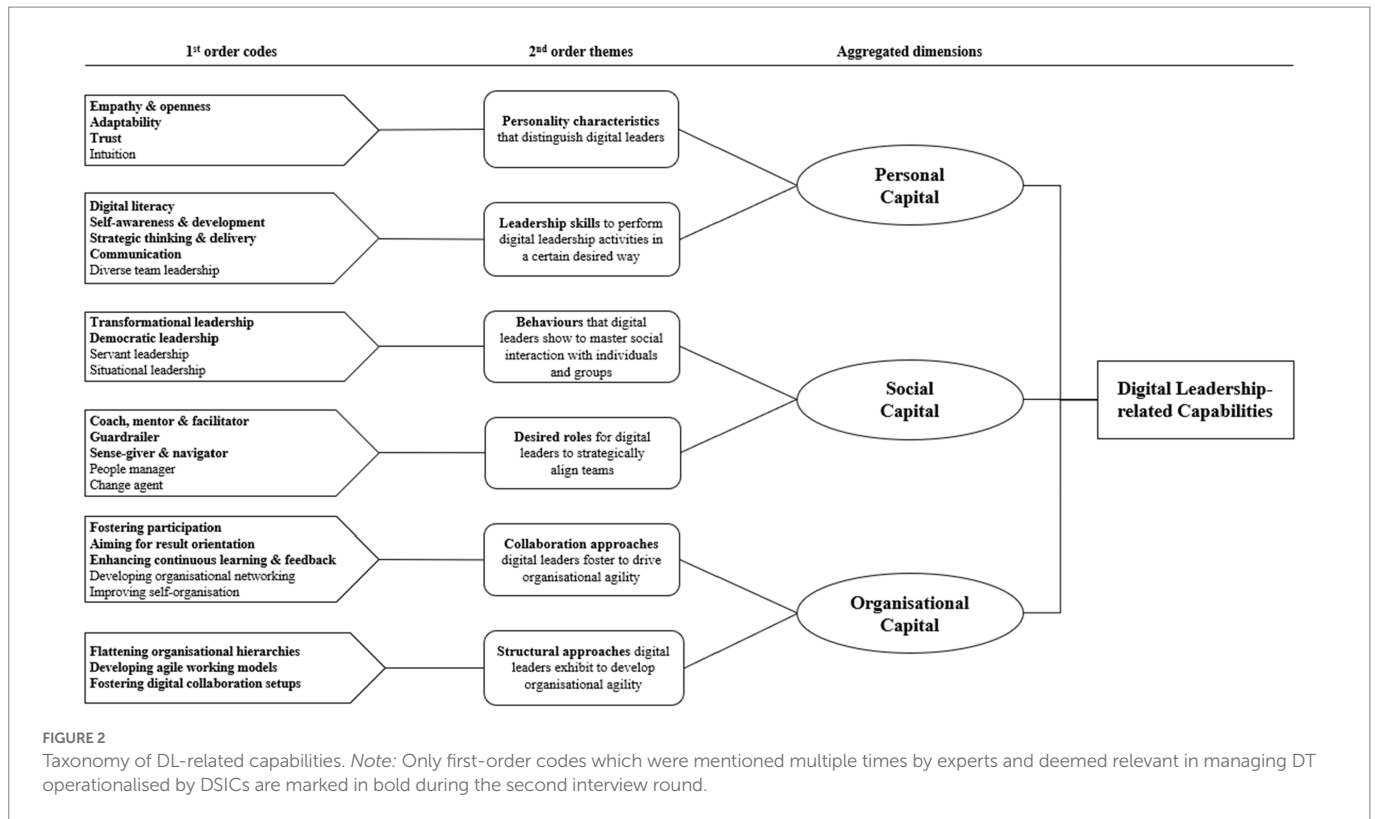 1st order codes
2nd order themes
Aggregated dimensions
Empathy & openness
Adaptability
Trust
Intuition
Personality characteristics
that distinguish digital leaders
Personal
Capital
Digital literacy
Self-awareness & development
Strategic thinking & delivery
Communication
Diverse team leadership
Leadership skills to perform
digital leadership activities in
a certain desired way
Transformational leadership
Democratic leadership
Servant leadership
Situational leadership
Behaviours that digital
leaders show to master social
interaction with individuals
and groups
Social
Capital
Digital Leadership-
related Capabilities
Coach, mentor & facilitator
Guardrailer
Sense-giver & navigator
People manager
Change agent
Desired roles for digital
leaders to strategically
align teams
Fostering participation
Aiming for result orientation
Enhancing continuous learning & feedback
Developing organisational networking
Improving self-organisation
Collaboration approaches
digital leaders foster to drive
organisational agility
Organisational
Capital
Flattening organisational hierarchies
Developing agile working models
Fostering digital collaboration setups
Structural approaches digital
leaders exhibit to develop
organisational agility
FIGURE 2
Taxonomy of DL-related capabilities. Note: Only first-order codes which were mentioned multiple times by experts and deemed relevant in managing DT
operationalised by DSICs are marked in bold during the second interview round.